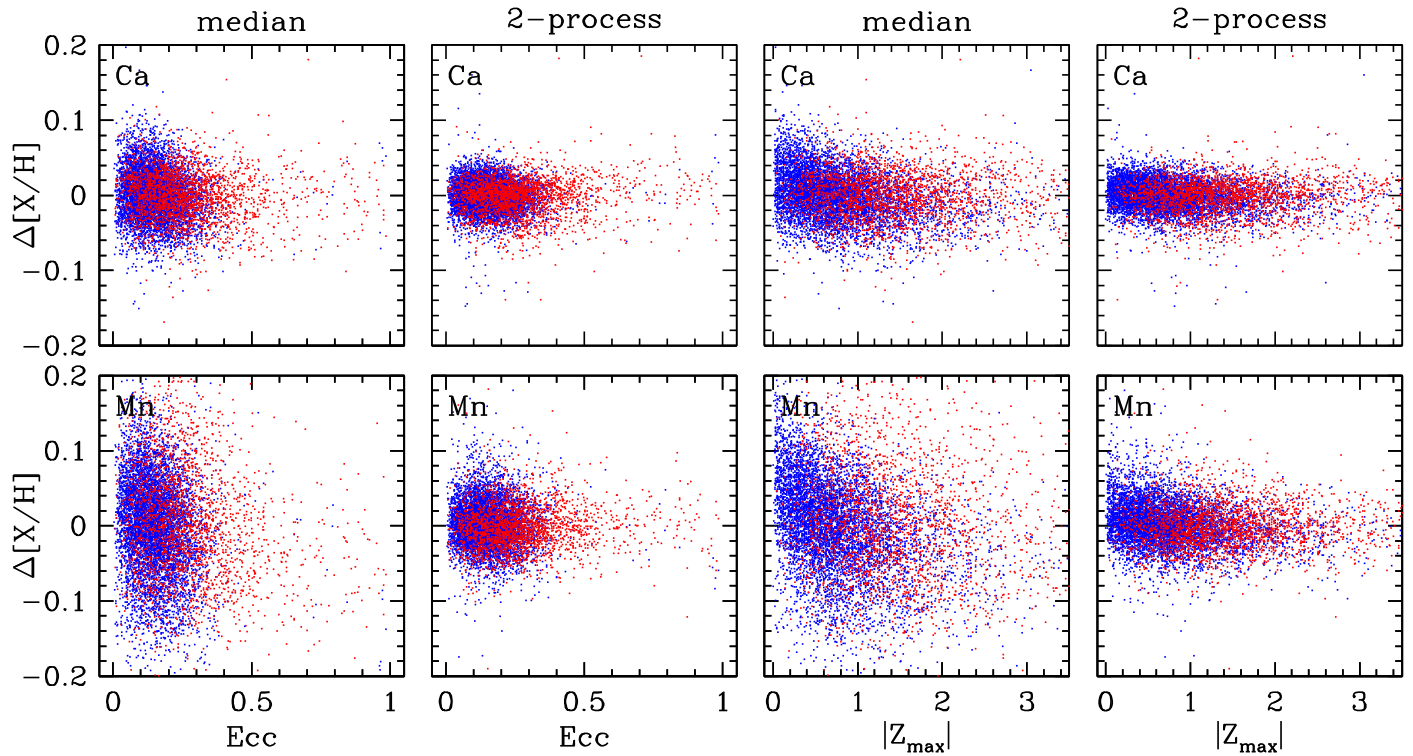 median 2-process median 2-process
0.2 Ca Ca Ca Ca
0.1
Δ[X/H]
0
−0.1
−0.2
0.2 Mn Mn Mn Mn
0.1
Δ[X/H]
0
−0.1
−0.2
0 0.5 1 0 0.5 1 0 1 2 3 0 1 2 3
Ecc Ecc |Z_max| |Z_max|